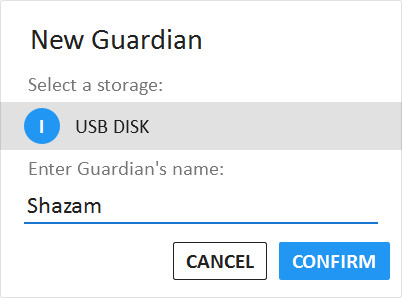 New Guardian
Select a storage:
I USB DISK
Enter Guardian's name:
Shazam
CANCEL CONFIRM